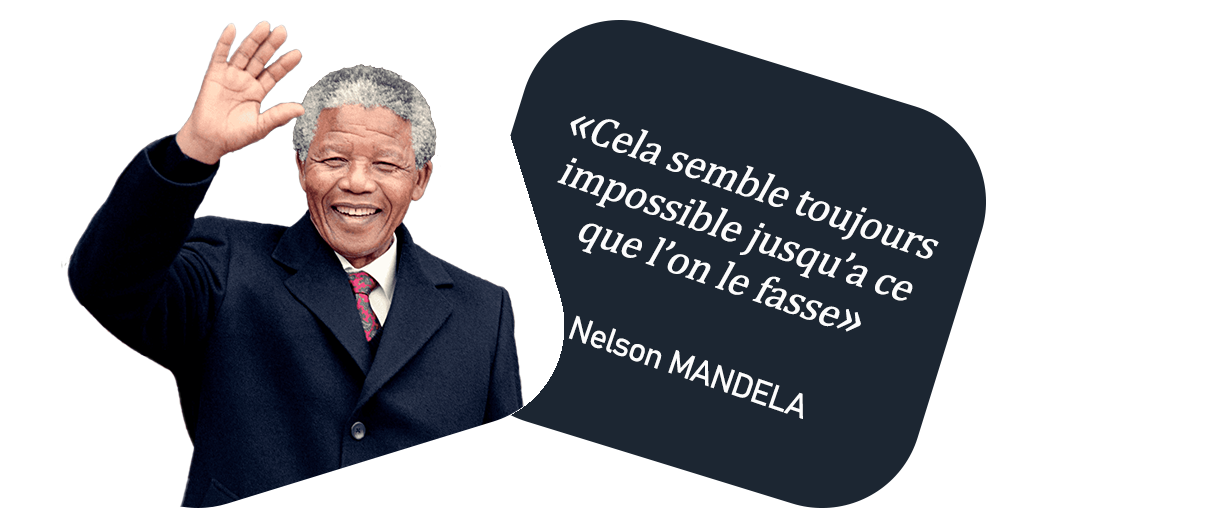 «Cela semble toujours
impossible jusqu’a ce
que l’on le fasse»
Nelson MANDELA